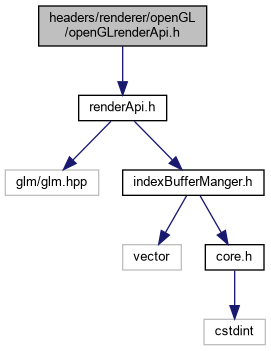 headers/renderer/openGL
/openGLrenderApi.h
renderApi.h
glm/glm.hpp
indexBufferManger.h
vector
core.h
cstdint